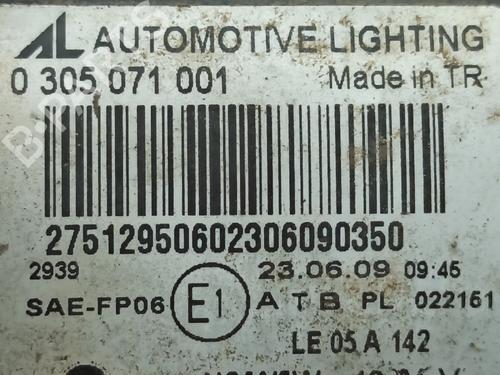 AL AUTOMOTIVE LIGHTING
0 305 071 001 Made in TR
27512950602306090350
2939 23.06.09 09:45
SAE-FP06 E1 A T B PL 022151
LE 05 A 142